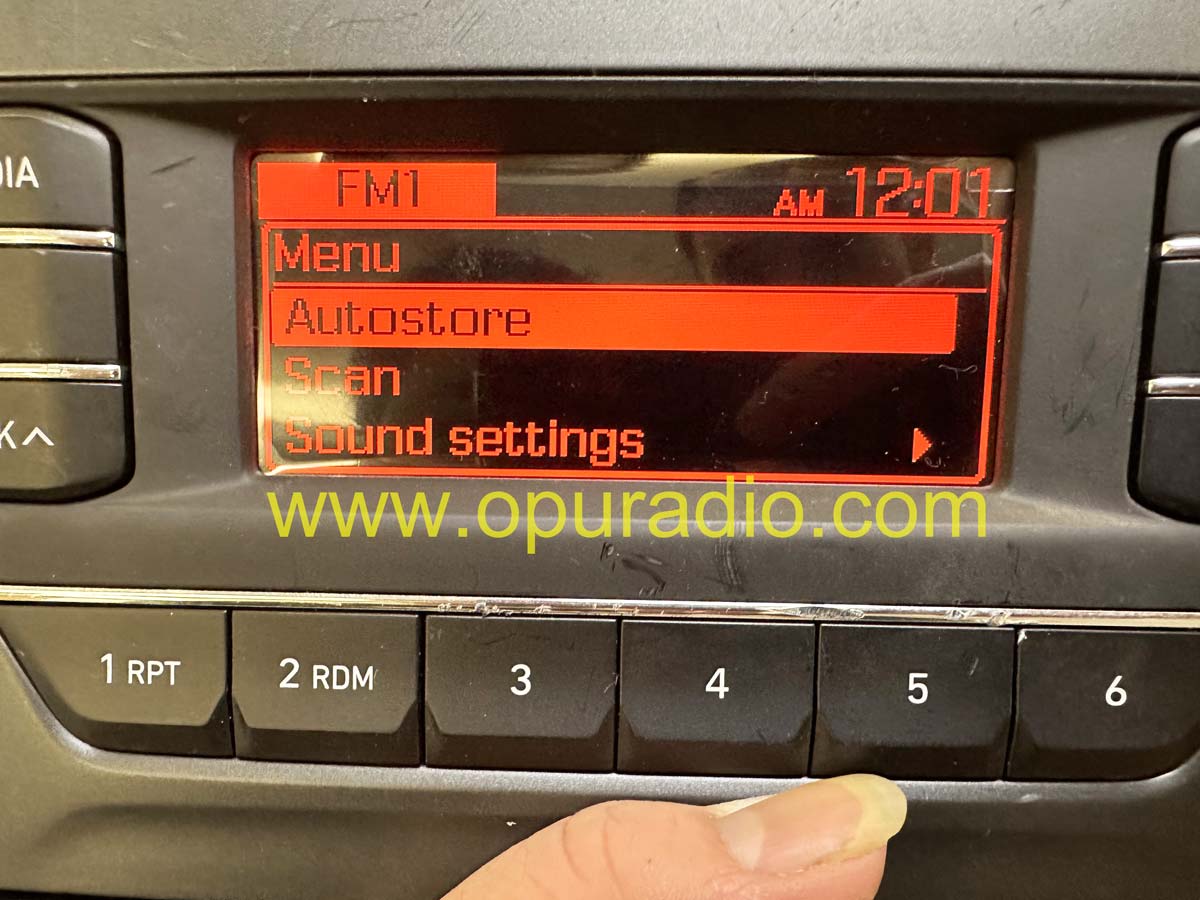 FM1 AM 12:01
Menu
Autostore
Scan
Sound settings
www.opuradio.com
1 RPT 2 RDM 3 4 5 6